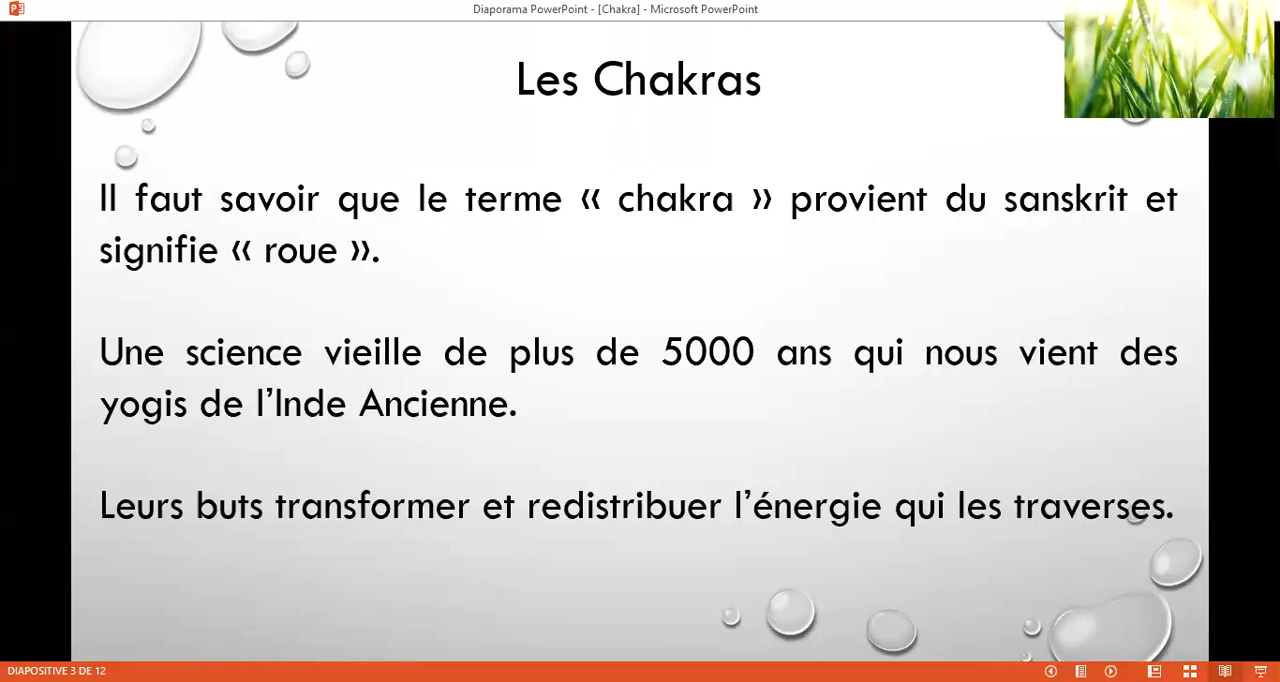 Diaporama PowerPoint - [Chakra] - Microsoft PowerPoint
Les Chakras
Il faut savoir que le terme « chakra » provient du sanskrit et
signifie « roue ».
Une science vieille de plus de 5000 ans qui nous vient des
yogis de l’Inde Ancienne.
Leurs buts transformer et redistribuer l’énergie qui les traverses.
DIAPOSITIVE 3 DE 12